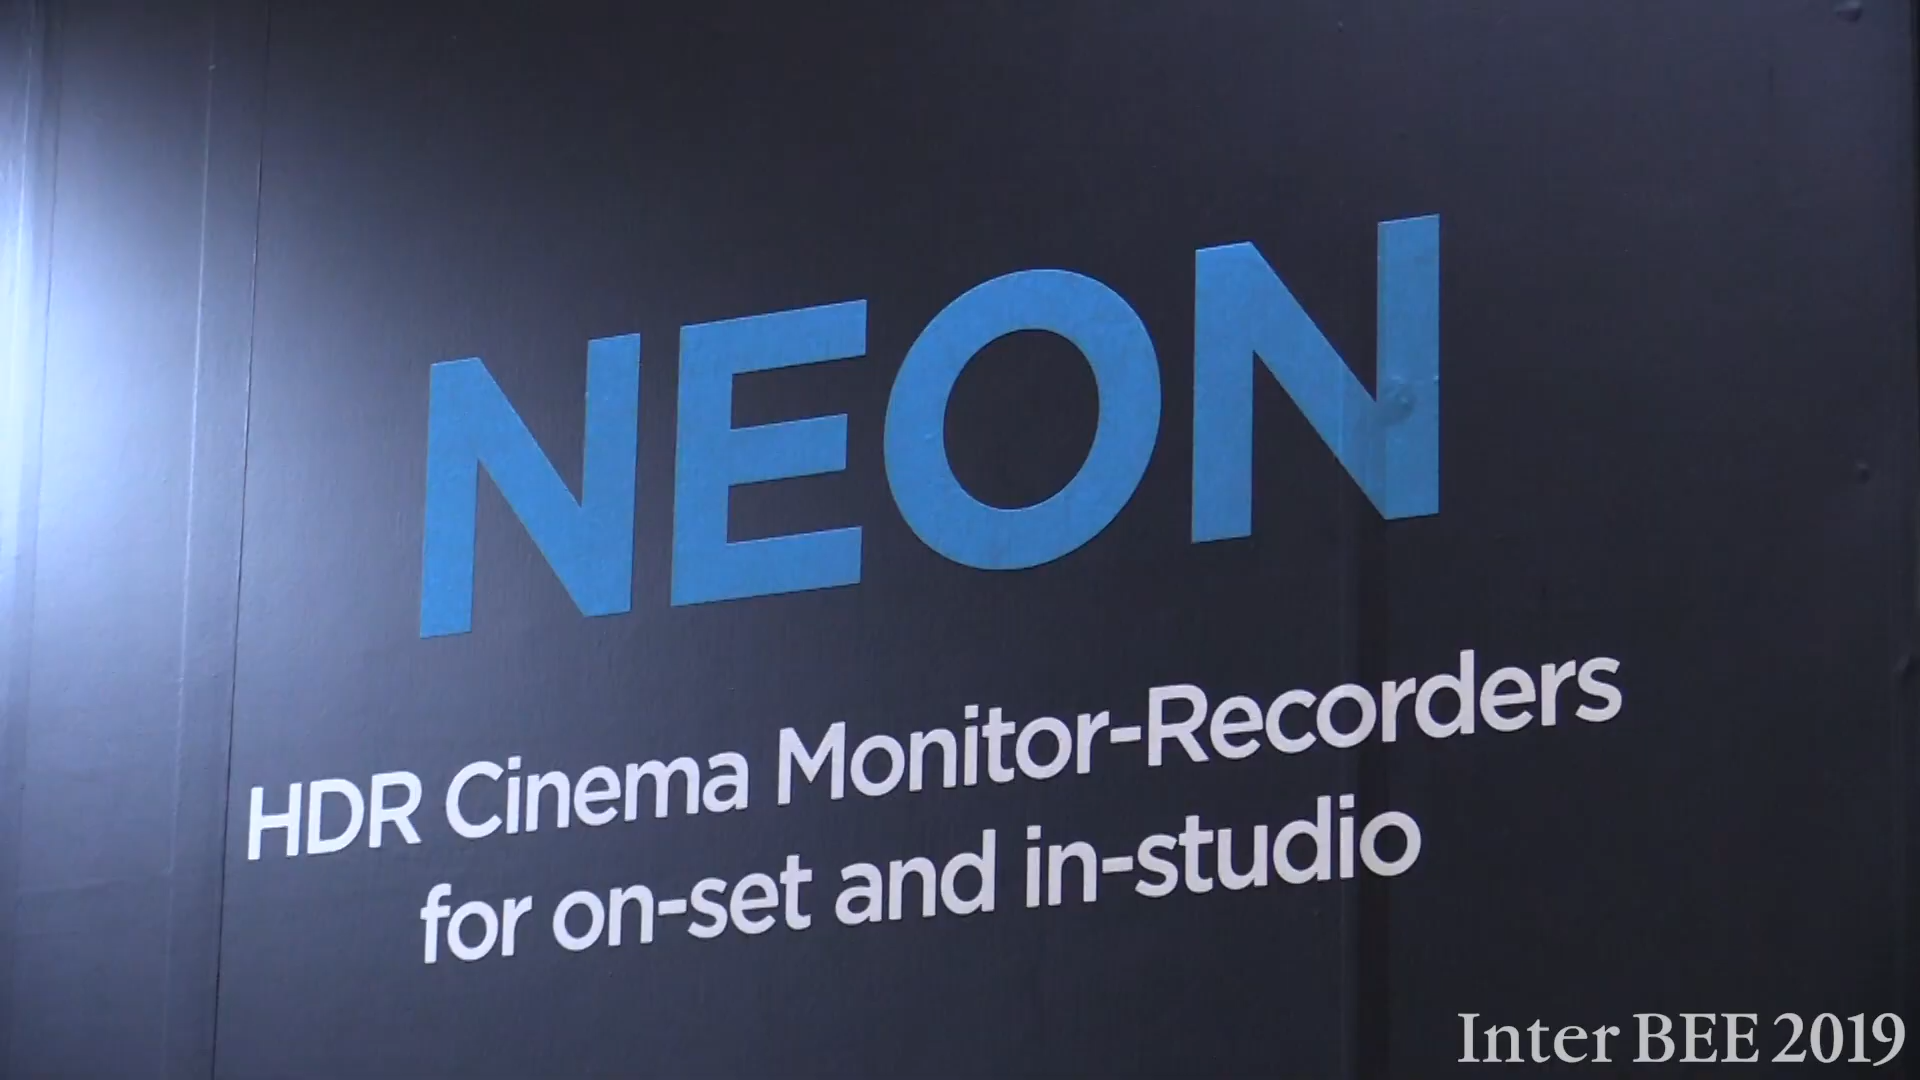 NEON
HDR Cinema Monitor-Recorders
for on-set and in-studio
Inter BEE 2019